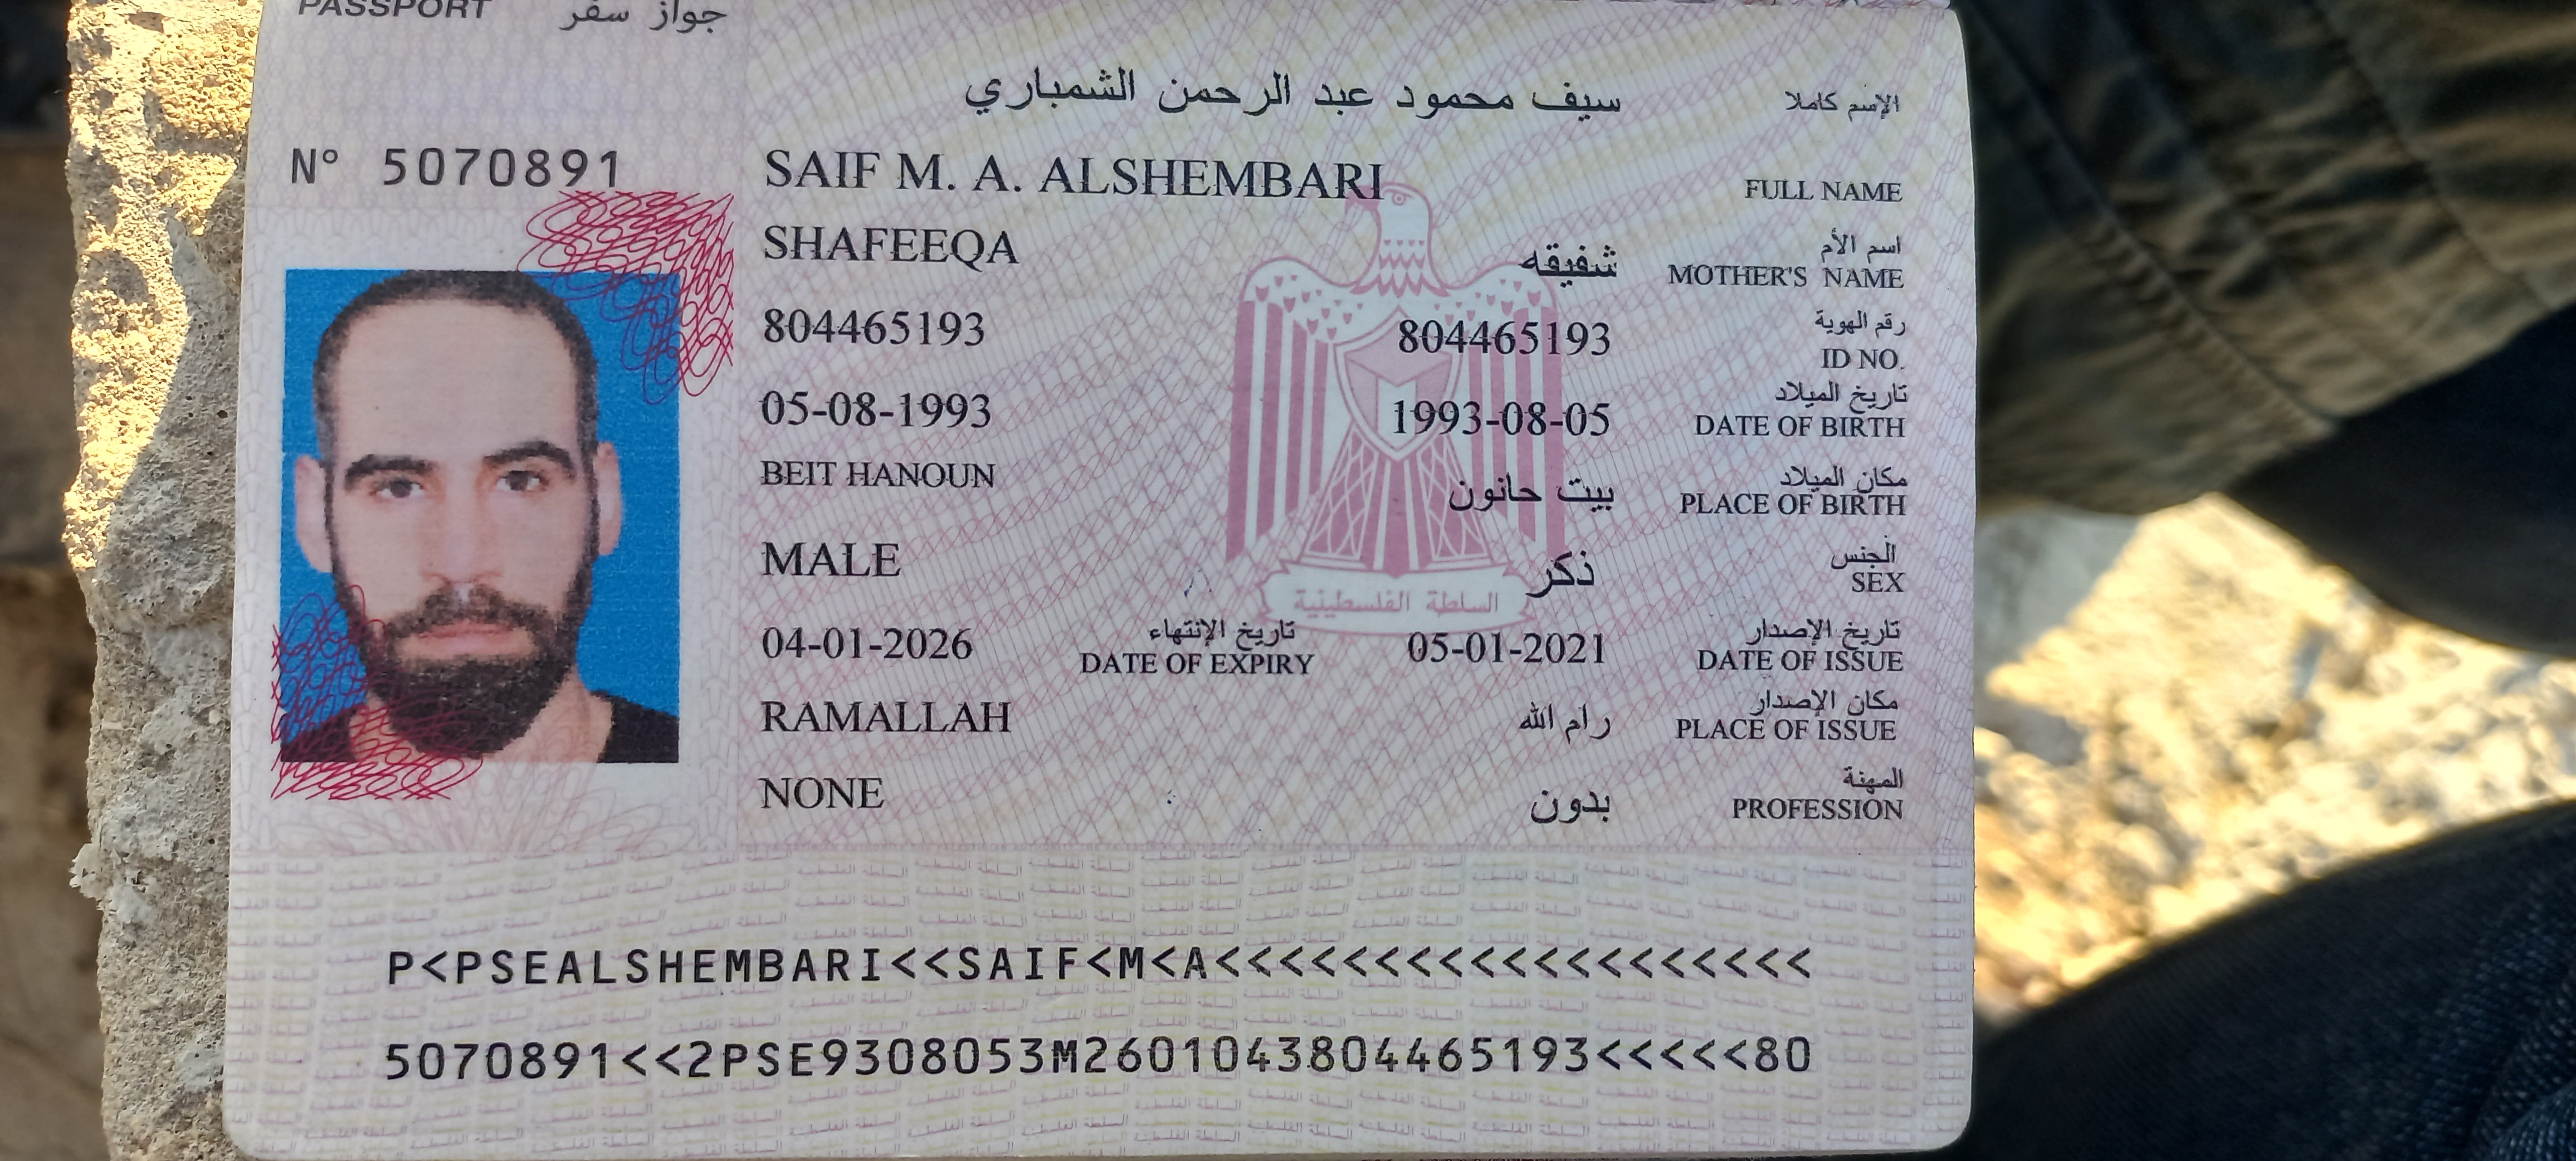 PASSPORT جواز سفر
N° 5070891
سيف محمود عبد الرحمن الشمباري الإسم كاملا
SAIF M. A. ALSHEMBARI FULL NAME
SHAFEEQA شفيقه اسم الأم MOTHER'S NAME
804465193 804465193 رقم الهوية ID NO.
05-08-1993 1993-08-05 تاريخ الميلاد DATE OF BIRTH
BEIT HANOUN بيت حانون مكان الميلاد PLACE OF BIRTH
MALE ذكر الجنس SEX
04-01-2026 تاريخ الإنتهاء DATE OF EXPIRY 05-01-2021 تاريخ الإصدار DATE OF ISSUE
RAMALLAH رام الله مكان الإصدار PLACE OF ISSUE
NONE بدون المهنة PROFESSION
السلطة الفلسطينية
P<PSEALSHEMBARI<<SAIF<M<A<<<<<<<<<<<<<<<<<<<
5070891<<2PSE9308053M2601043804465193<<<<<80